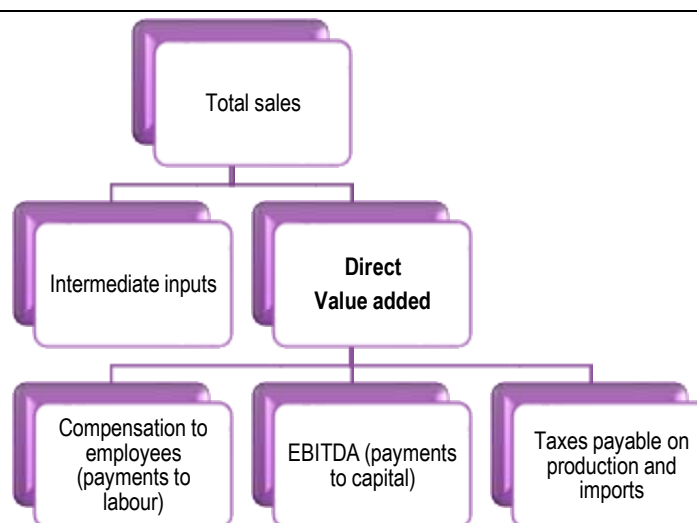 Total sales
Intermediate inputs
Direct
Value added
Compensation to
employees
(payments to
labour)
EBITDA (payments
to capital)
Taxes payable on
production and
imports